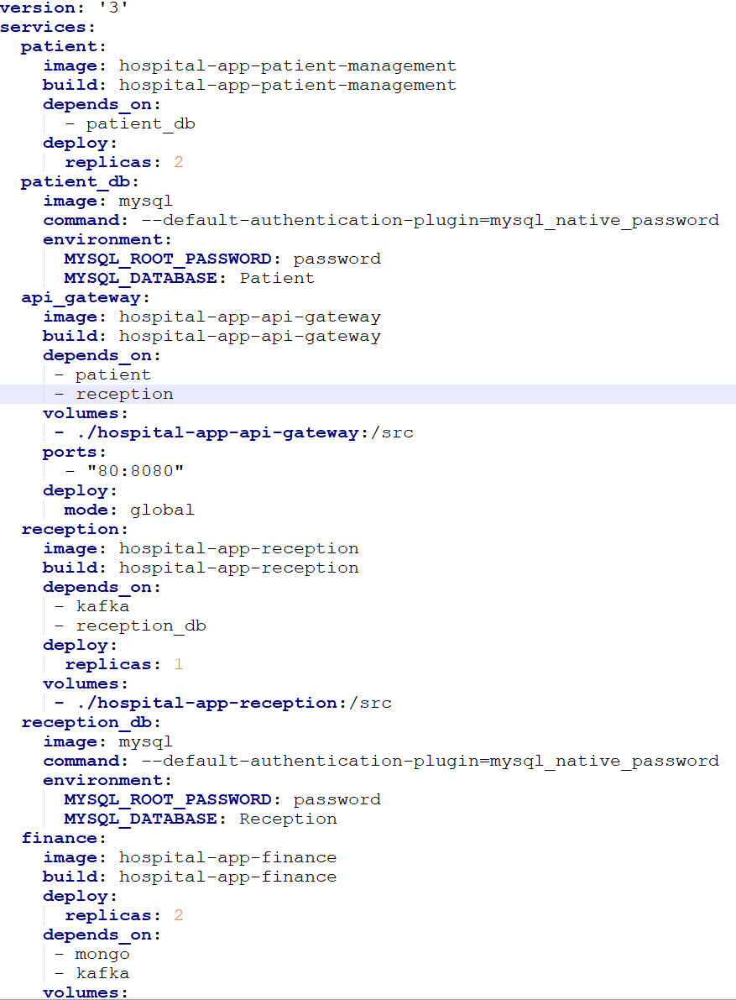 version: '3'
services:
  patient:
    image: hospital-app-patient-management
    build: hospital-app-patient-management
    depends_on:
      - patient_db
    deploy:
      replicas: 2
  patient_db:
    image: mysql
    command: --default-authentication-plugin=mysql_native_password
    environment:
      MYSQL_ROOT_PASSWORD: password
      MYSQL_DATABASE: Patient
  api_gateway:
    image: hospital-app-api-gateway
    build: hospital-app-api-gateway
    depends_on:
     - patient
     - reception
    volumes:
     - ./hospital-app-api-gateway:/src
    ports:
      - "80:8080"
    deploy:
      mode: global
  reception:
    image: hospital-app-reception
    build: hospital-app-reception
    depends_on:
     - kafka
     - reception_db
    deploy:
      replicas: 1
    volumes:
     - ./hospital-app-reception:/src
  reception_db:
    image: mysql
    command: --default-authentication-plugin=mysql_native_password
    environment:
      MYSQL_ROOT_PASSWORD: password
      MYSQL_DATABASE: Reception
  finance:
    image: hospital-app-finance
    build: hospital-app-finance
    deploy:
      replicas: 2
    depends_on:
     - mongo
     - kafka
    volumes: